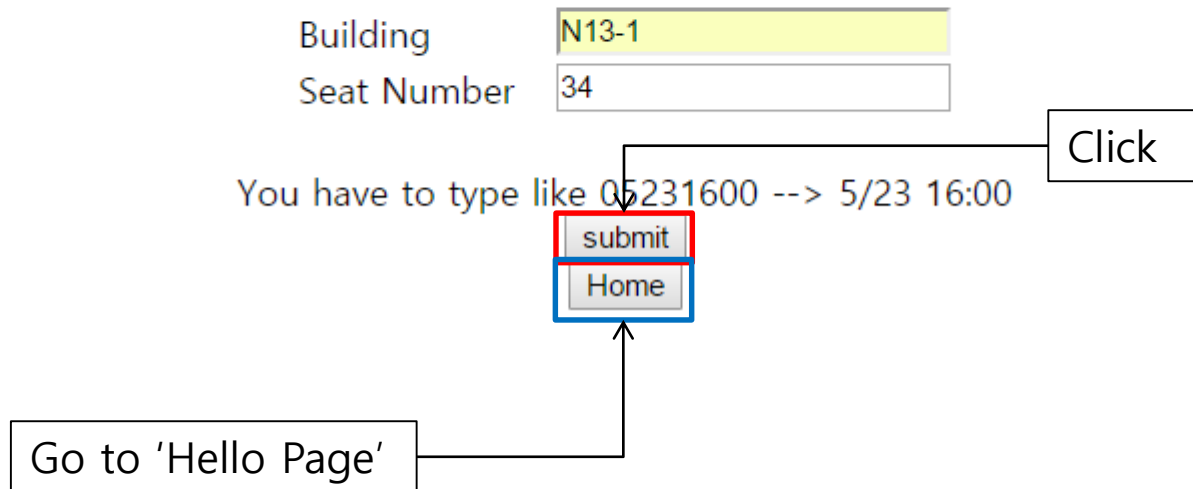 Building N13-1
Seat Number 34
Click
You have to type like 05231600 --> 5/23 16:00
submit
Home
Go to ‘Hello Page’